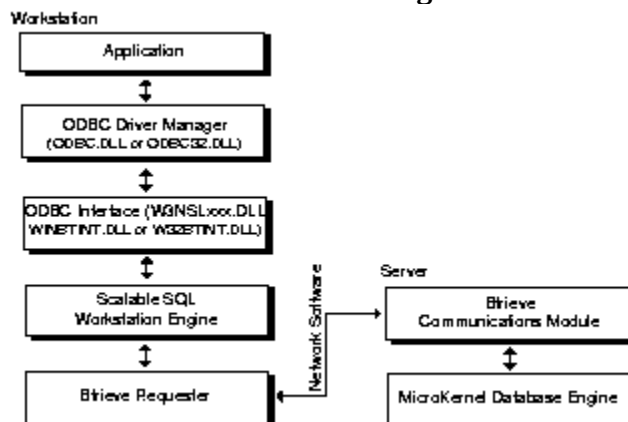 Workstation
Application
ODBC Driver Manager
(ODBC.DLL or ODBC32.DLL)
ODBC Interface (W3NSLxxx.DLL
WINBTINT.DLL or W32BTINT.DLL)
Scalable SQL
Workstation Engine
Btrieve Requester
Network Software
Server
Btrieve
Communications Module
MicroKernel Database Engine